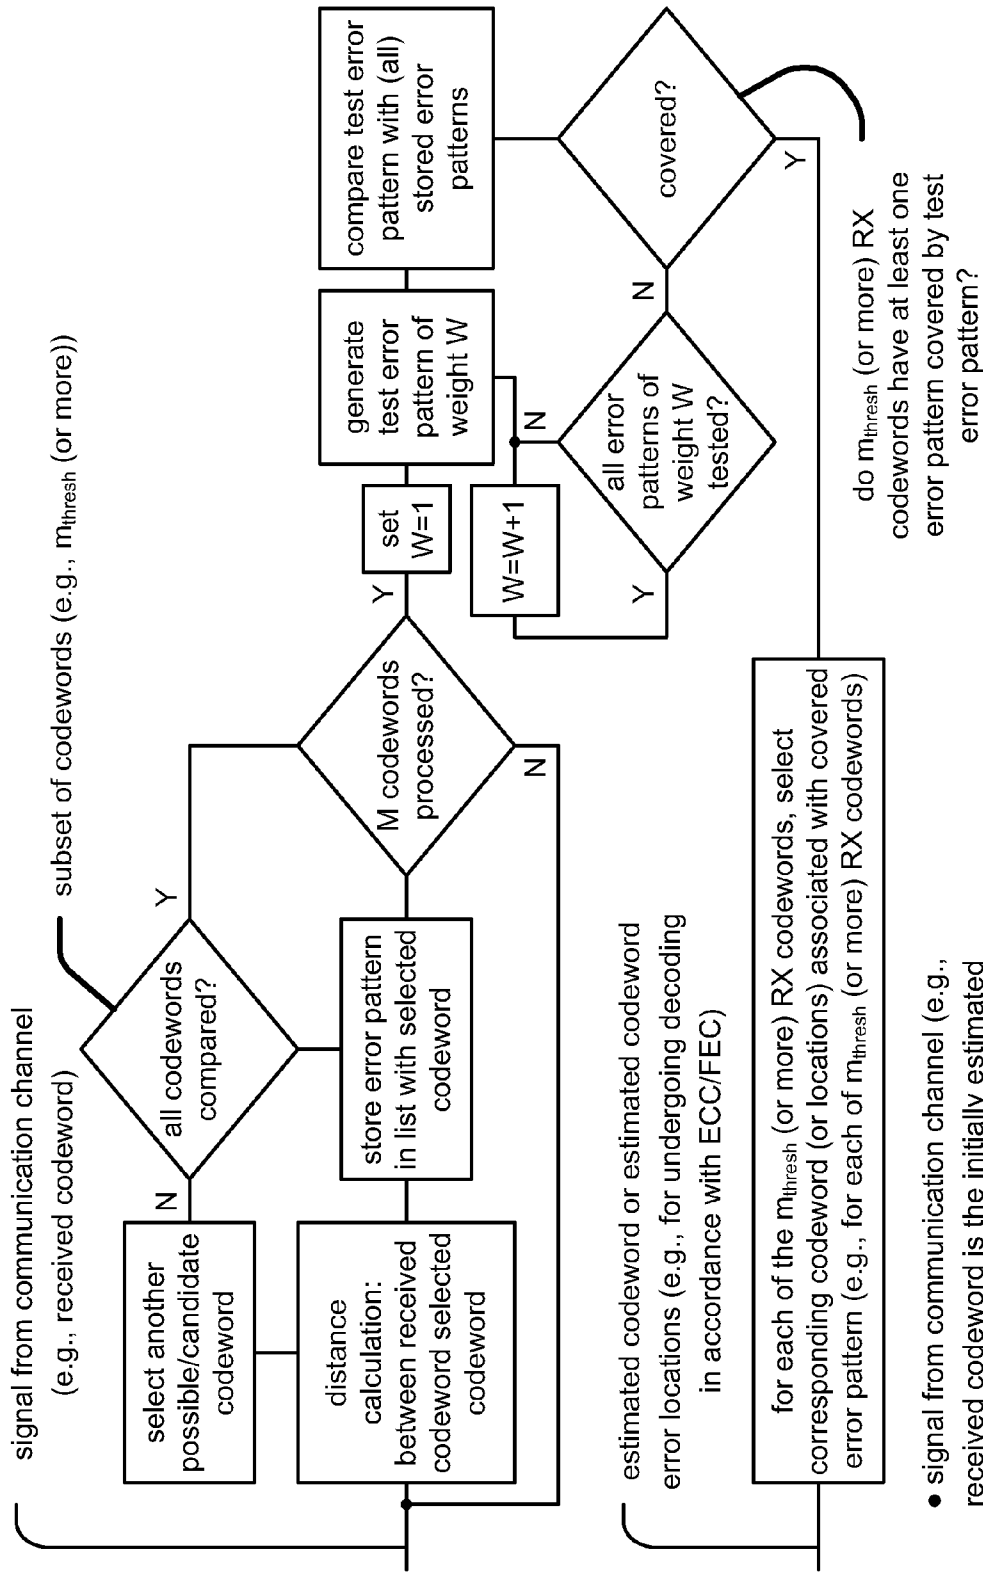 signal from communication channel
(e.g., received codeword)
subset of codewords (e.g., m_thresh (or more))
select another
possible/candidate
codeword
N
all codewords
compared?
Y
distance
calculation:
between received
codeword selected
codeword
store error pattern
in list with selected
codeword
M codewords
processed?
Y
N
set
W=1
generate
test error
pattern of
weight W
compare test error
pattern with (all)
stored error
patterns
W=W+1
N
Y
all error
patterns of
weight W
tested?
N
covered?
Y
estimated codeword or estimated codeword
error locations (e.g., for undergoing decoding
in accordance with ECC/FEC)
for each of the m_thresh (or more) RX codewords, select
corresponding codeword (or locations) associated with covered
error pattern (e.g., for each of m_thresh (or more) RX codewords)
do m_thresh (or more) RX
codewords have at least one
error pattern covered by test
error pattern?
● signal from communication channel (e.g.,
received codeword is the initially estimated